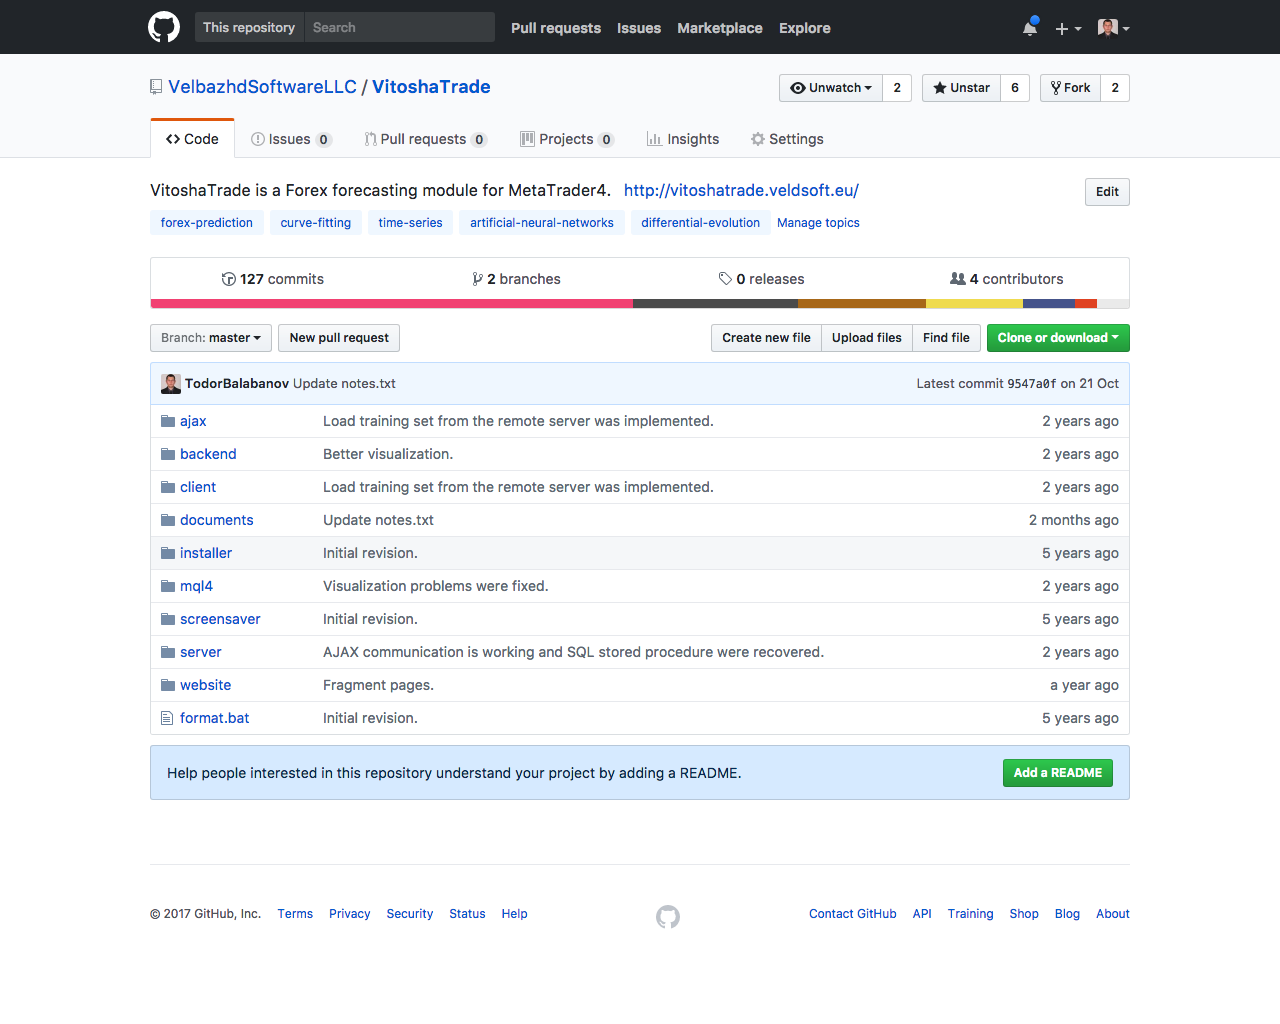 This repository Search Pull requests Issues Marketplace Explore
VelbazhdSoftwareLLC / VitoshaTrade Unwatch 2 Unstar 6 Fork 2
Code Issues 0 Pull requests 0 Projects 0 Insights Settings
VitoshaTrade is a Forex forecasting module for MetaTrader4. http://vitoshatrade.veldsoft.eu/ Edit
forex-prediction curve-fitting time-series artificial-neural-networks differential-evolution Manage topics
127 commits 2 branches 0 releases 4 contributors
Branch: master New pull request Create new file Upload files Find file Clone or download
TodorBalabanov Update notes.txt Latest commit 9547a0f on 21 Oct
ajax Load training set from the remote server was implemented. 2 years ago
backend Better visualization. 2 years ago
client Load training set from the remote server was implemented. 2 years ago
documents Update notes.txt 2 months ago
installer Initial revision. 5 years ago
mql4 Visualization problems were fixed. 2 years ago
screensaver Initial revision. 5 years ago
server AJAX communication is working and SQL stored procedure were recovered. 2 years ago
website Fragment pages. a year ago
format.bat Initial revision. 5 years ago
Help people interested in this repository understand your project by adding a README. Add a README
© 2017 GitHub, Inc. Terms Privacy Security Status Help Contact GitHub API Training Shop Blog About